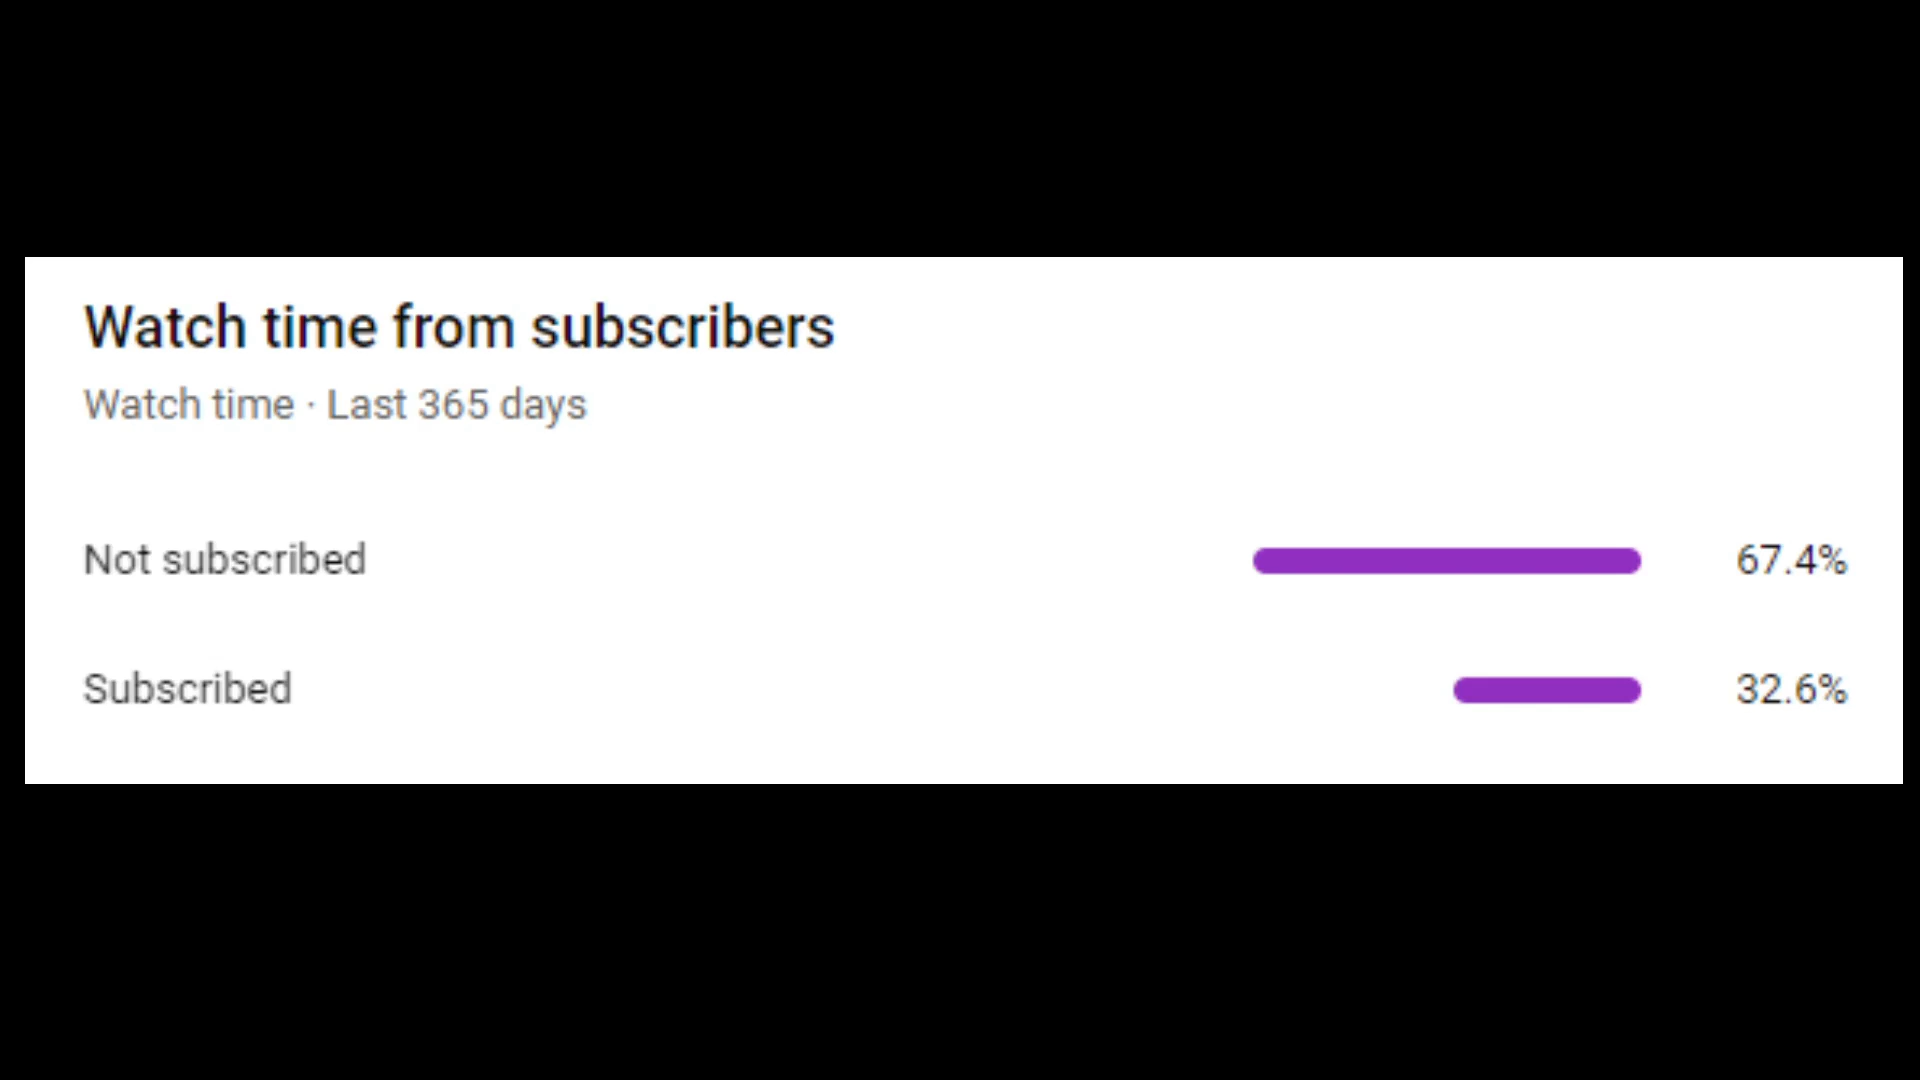 Watch time from subscribers
Watch time · Last 365 days
Not subscribed 67.4%
Subscribed 32.6%